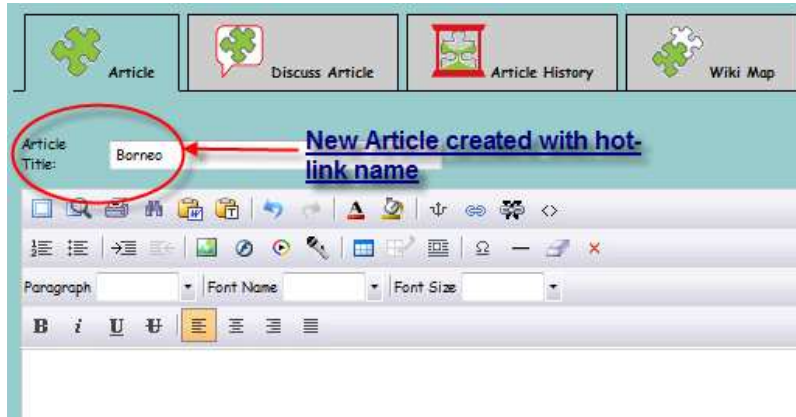 Article
Discuss Article
Article History
Wiki Map
Article
Title:
Borneo
New Article created with hot-
link name
Paragraph
Font Name
Font Size
B i U U